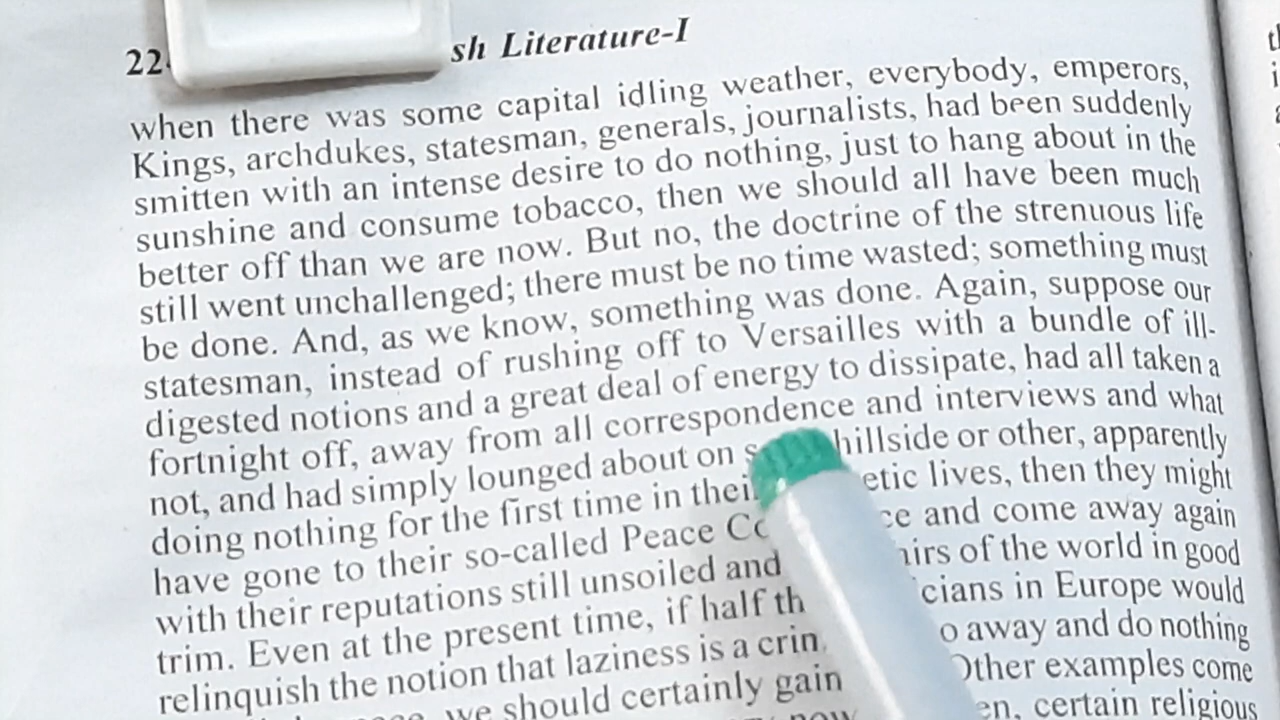 22 sh Literature-I
when there was some capital idling weather, everybody, emperors,
Kings, archdukes, statesman, generals, journalists, had been suddenly
smitten with an intense desire to do nothing, just to hang about in the
sunshine and consume tobacco, then we should all have been much
better off than we are now. But no, the doctrine of the strenuous life
still went unchallenged; there must be no time wasted; something must
be done. And, as we know, something was done. Again, suppose our
statesman, instead of rushing off to Versailles with a bundle of ill-
digested notions and a great deal of energy to dissipate, had all taken a
fortnight off, away from all correspondence and interviews and what
not, and had simply lounged about on hillside or other, apparently
doing nothing for the first time in their etic lives, then they might
have gone to their so-called Peace Co ce and come away again
with their reputations still unsoiled and airs of the world in good
trim. Even at the present time, if half th cians in Europe would
relinquish the notion that laziness is a crim o away and do nothing
we should certainly gain Other examples come
now en, certain religious